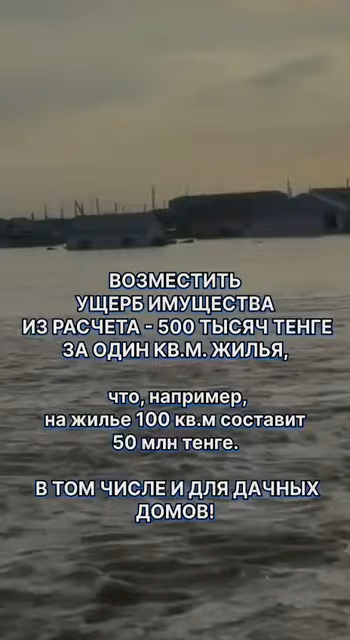 ВОЗМЕСТИТЬ
УЩЕРБ ИМУЩЕСТВА
ИЗ РАСЧЕТА - 500 ТЫСЯЧ ТЕНГЕ
ЗА ОДИН КВ.М. ЖИЛЬЯ,
что, например,
на жилье 100 кв.м составит
50 млн тенге.
В ТОМ ЧИСЛЕ И ДЛЯ ДАЧНЫХ
ДОМОВ!